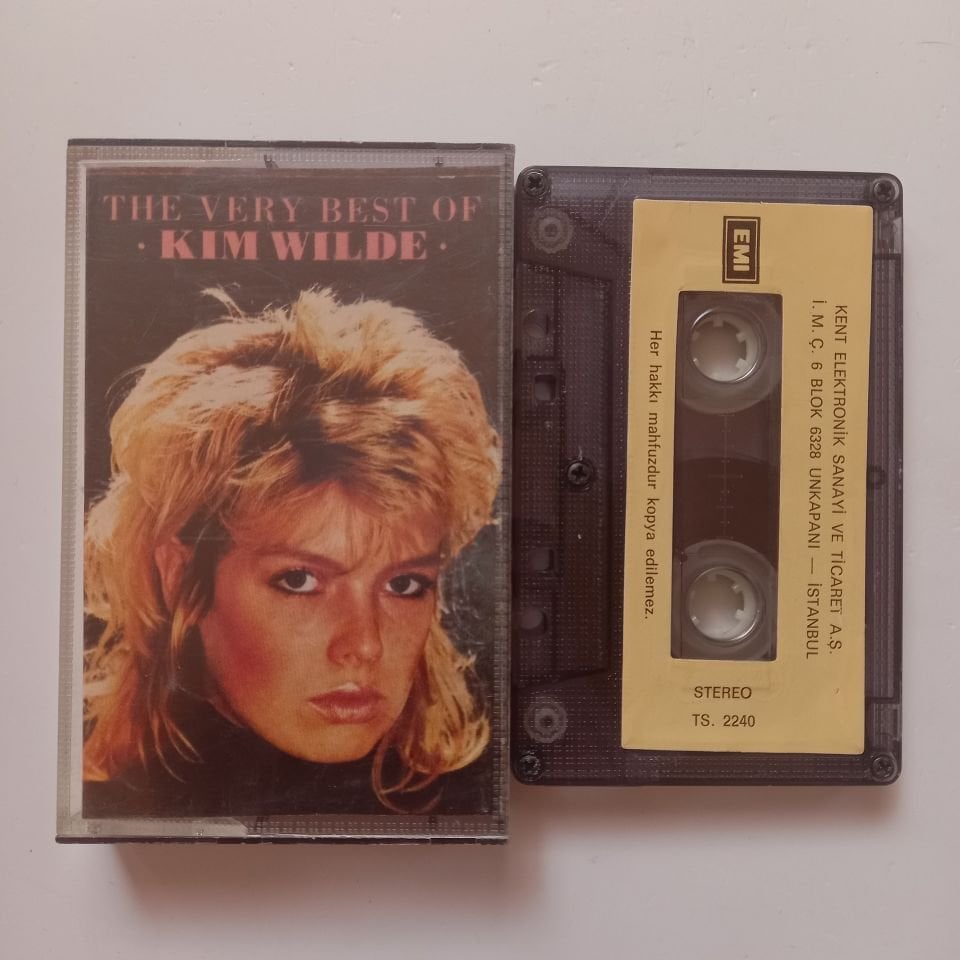 THE VERY BEST OF
· KIM WILDE ·
EMI
KENT ELEKTRONİK SANAYİ VE TİCARET A.Ş.
İ. M. Ç. 6 BLOK 6328 UNKAPANI — İSTANBUL
Her hakkı mahfuzdur kopya edilemez.
STEREO
TS. 2240